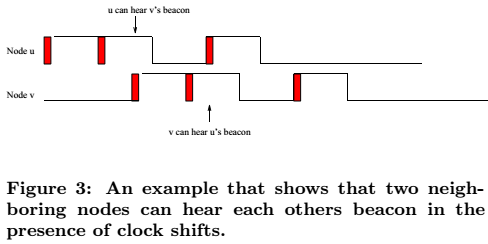 u can hear v's beacon
Node u
Node v
v can hear u's beacon
Figure 3: An example that shows that two neigh-
boring nodes can hear each others beacon in the
presence of clock shifts.